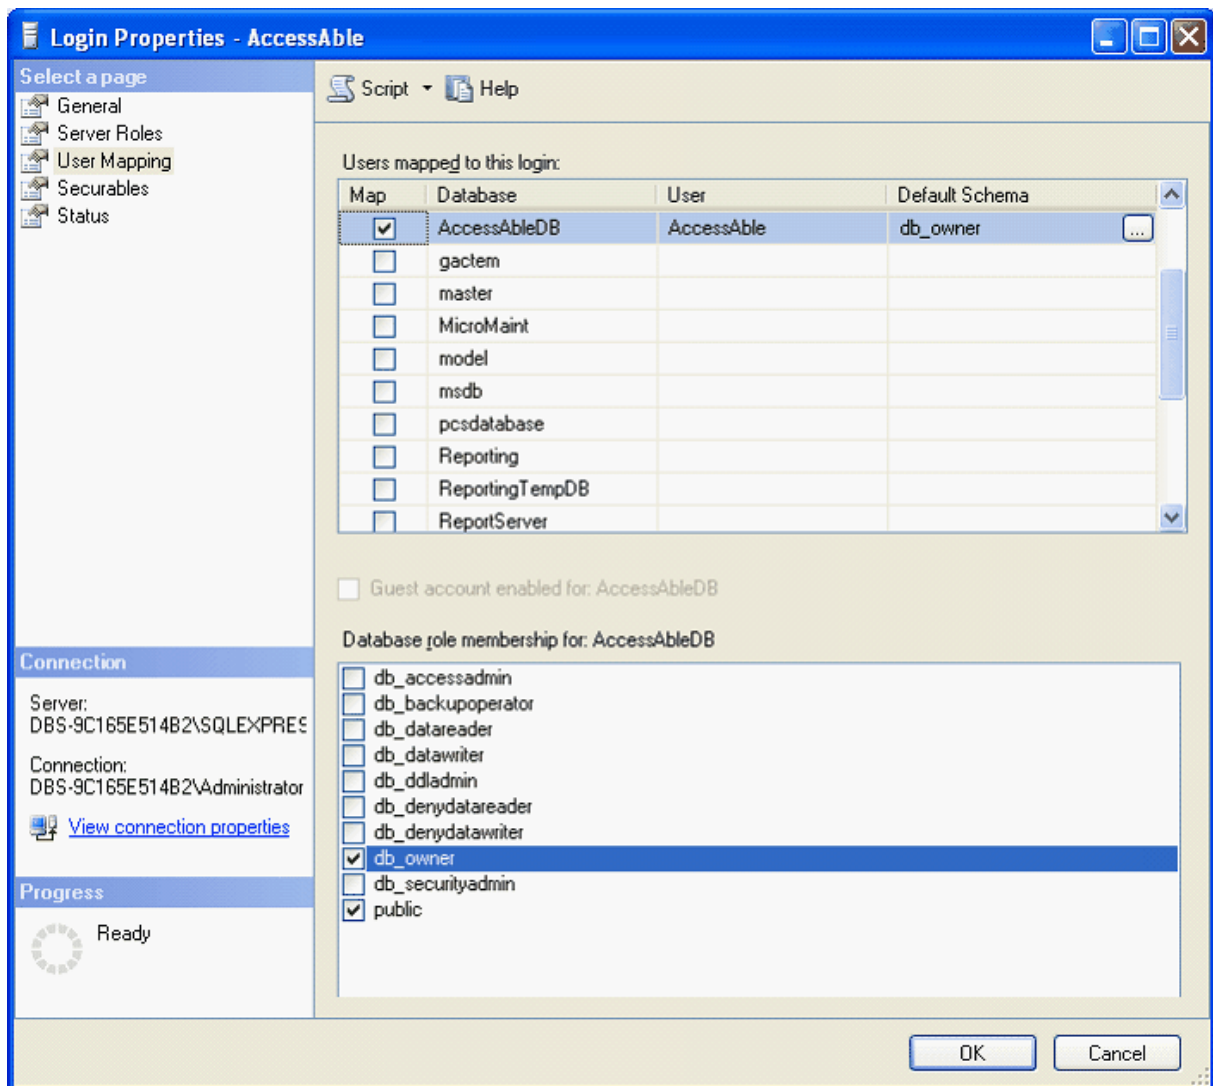 Login Properties - AccessAble
Select a page
General
Server Roles
User Mapping
Securables
Status
Script Help
Users mapped to this login:
Map Database User Default Schema
AccessAbleDB AccessAble db_owner ...
gactem
master
MicroMaint
model
msdb
pcsdatabase
Reporting
ReportingTempDB
ReportServer
Guest account enabled for: AccessAbleDB
Database role membership for: AccessAbleDB
db_accessadmin
db_backupoperator
db_datareader
db_datawriter
db_ddladmin
db_denydatareader
db_denydatawriter
db_owner
db_securityadmin
public
Connection
Server:
DBS-9C165E514B2\SQLEXPRES
Connection:
DBS-9C165E514B2\Administrator
View connection properties
Progress
Ready
OK Cancel